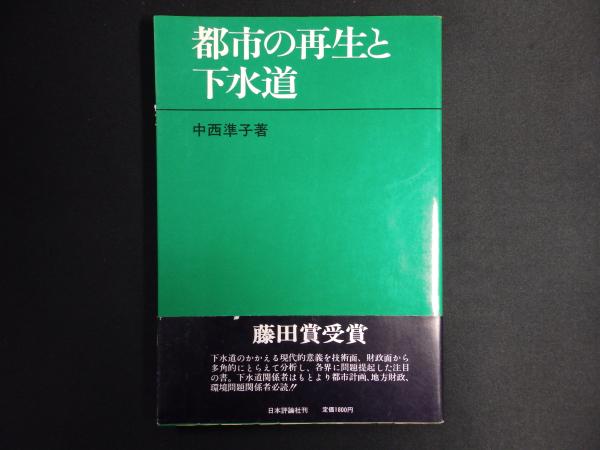 都市の再生と
下水道
中西準子著
藤田賞受賞
下水道のかかえる現代的意義を技術面、財政面から
多角的にとらえて分析し、各界に問題提起した注目
の書。下水道関係者はもとより都市計画、地方財政、
環境問題関係者必読!!
日本評論社刊 定価1800円